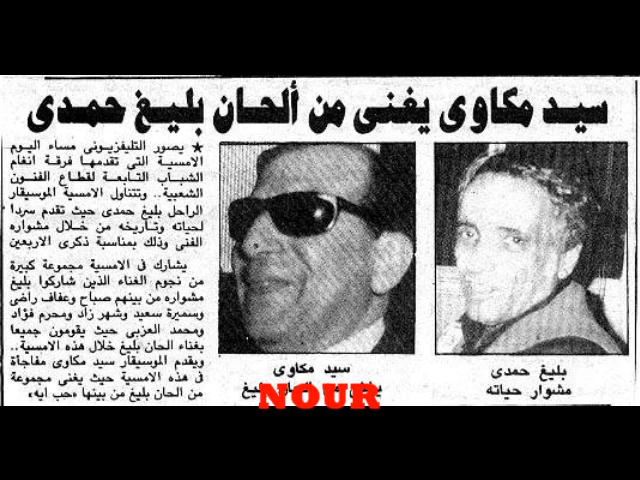 سيد مكاوى يغنى من ألحان بليغ حمدى
★ يصور التليفزيونى مساء اليوم
الامسية التى تقدمها فرقة انغام
الشباب التابعة لقطاع الفنون
الشعبية.. وتتناول الامسية الموسيقار
الراحل بليغ حمدى حيث تقدم سردا
لحياته وتاريخه من خلال مشواره
الفنى وذلك بمناسبة ذكرى الاربعين
يشارك فى الامسية مجموعة كبيرة
من نجوم الغناء الذين شاركوا بليغ
مشواره من بينهم صباح وعفاف راضى
وسميرة سعيد وشهر زاد ومحرم فؤاد
ومحمد العزبى حيث يقومون جميعا
بغناء الحان بليغ خلال هذه الامسية..
ويقدم الموسيقار سيد مكاوى مفاجأة
فى هذه الامسية حيث يغنى مجموعة
من الحان بليغ من بينها «حب ايه»
سيد مكاوى
بليغ
بليغ حمدى
مشوار حياته
NOUR